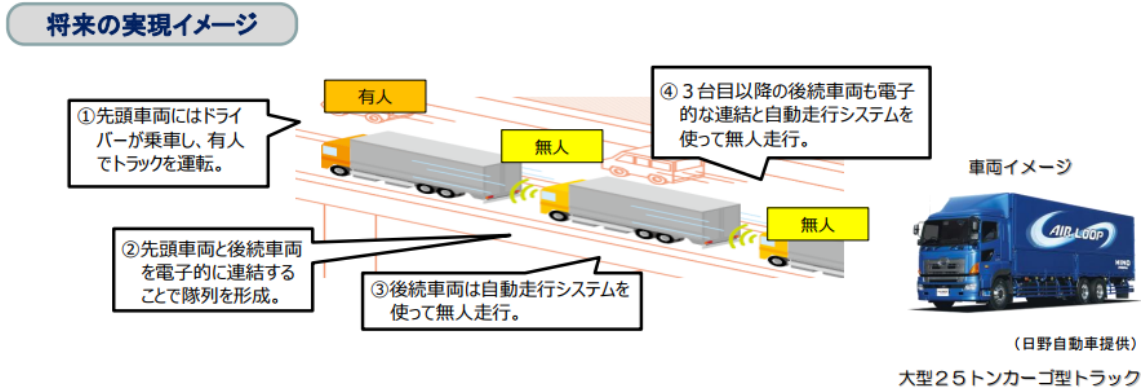 将来の実現イメージ
①先頭車両にはドライ
バーが乗車し、有人
でトラックを運転。
有人
無人
④３台目以降の後続車両も電子
的な連結と自動走行システムを
使って無人走行。
無人
②先頭車両と後続車両
を電子的に連結する
ことで隊列を形成。
③後続車両は自動走行システムを
使って無人走行。
車両イメージ
AIR LOOP
HINO
（日野自動車提供）
大型２５トンカーゴ型トラック